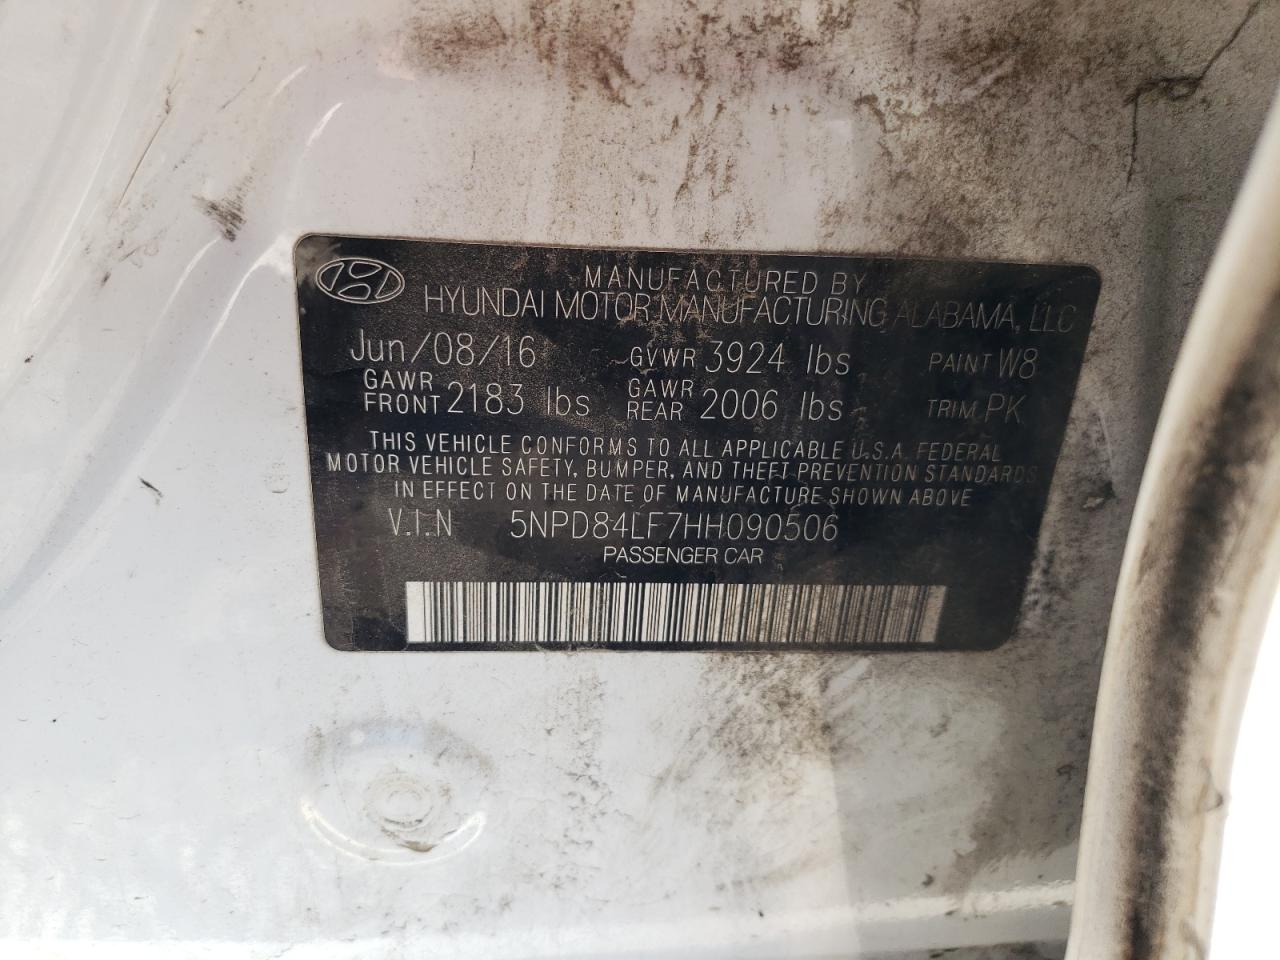 MANUFACTURED BY
HYUNDAI MOTOR MANUFACTURING ALABAMA, LLC
Jun/08/16 GVWR 3924 lbs PAINT W8
GAWR FRONT 2183 lbs GAWR REAR 2006 lbs TRIM PK
THIS VEHICLE CONFORMS TO ALL APPLICABLE U.S.A. FEDERAL
MOTOR VEHICLE SAFETY, BUMPER, AND THEFT PREVENTION STANDARDS
IN EFFECT ON THE DATE OF MANUFACTURE SHOWN ABOVE
V.I.N 5NPD84LF7HH090506
PASSENGER CAR